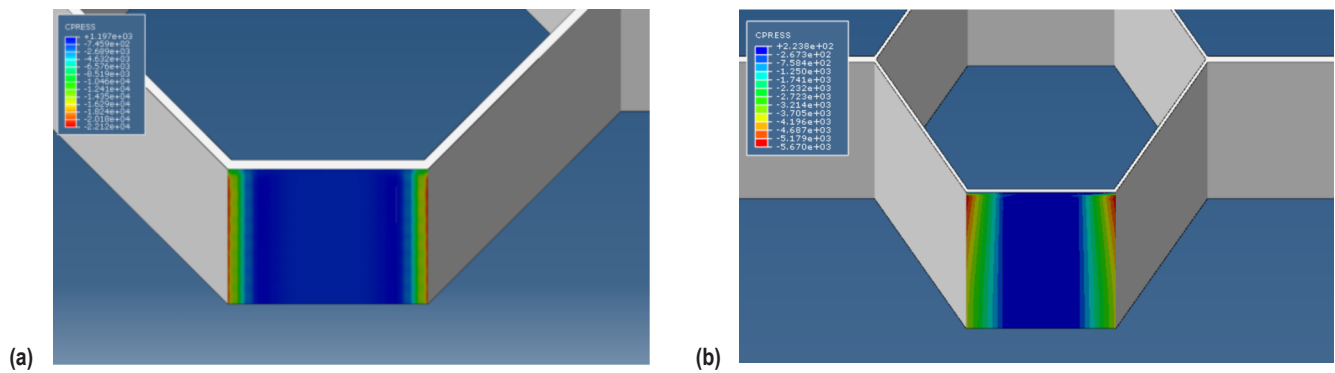 CPRESS
+1.197e+03
-7.459e+02
-2.689e+03
-4.632e+03
-6.576e+03
-8.519e+03
-1.046e+04
-1.241e+04
-1.435e+04
-1.629e+04
-1.824e+04
-2.018e+04
-2.212e+04
(a)
CPRESS
+2.238e+02
-2.673e+02
-7.584e+02
-1.250e+03
-1.741e+03
-2.232e+03
-2.723e+03
-3.214e+03
-3.705e+03
-4.196e+03
-4.687e+03
-5.179e+03
-5.670e+03
(b)